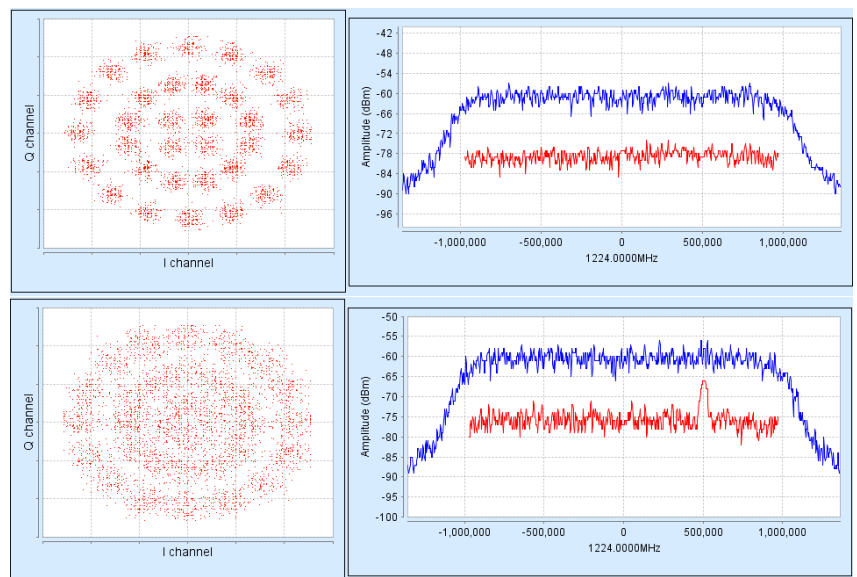 Q channel
I channel
Amplitude (dBm)
-42
-48
-54
-60
-66
-72
-78
-84
-90
-96
-1,000,000 -500,000 0 500,000 1,000,000
1224.0000MHz
Q channel
I channel
Amplitude (dBm)
-50
-55
-60
-65
-70
-75
-80
-85
-90
-95
-100
-1,000,000 -500,000 0 500,000 1,000,000
1224.0000MHz